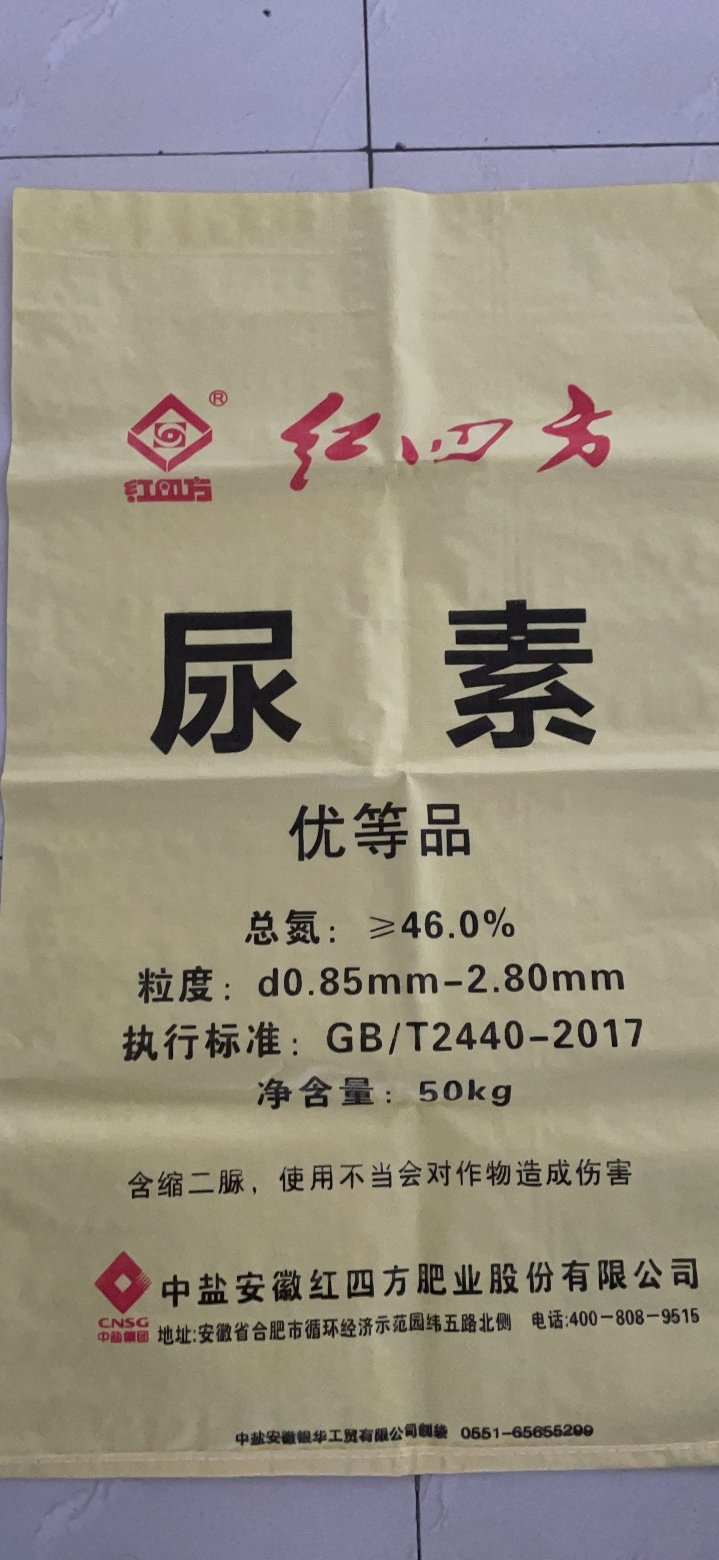 ®
红四方
红四方
尿素
优等品
总氮：≥46.0%
粒度：d0.85mm-2.80mm
执行标准：GB/T2440-2017
净含量：50kg
含缩二脲，使用不当会对作物造成伤害
中盐安徽红四方肥业股份有限公司
CNSG
中盐集团
地址:安徽省合肥市循环经济示范园纬五路北侧 电话:400-808-9515
中盐安徽银华工贸有限公司制袋 0551-65655299